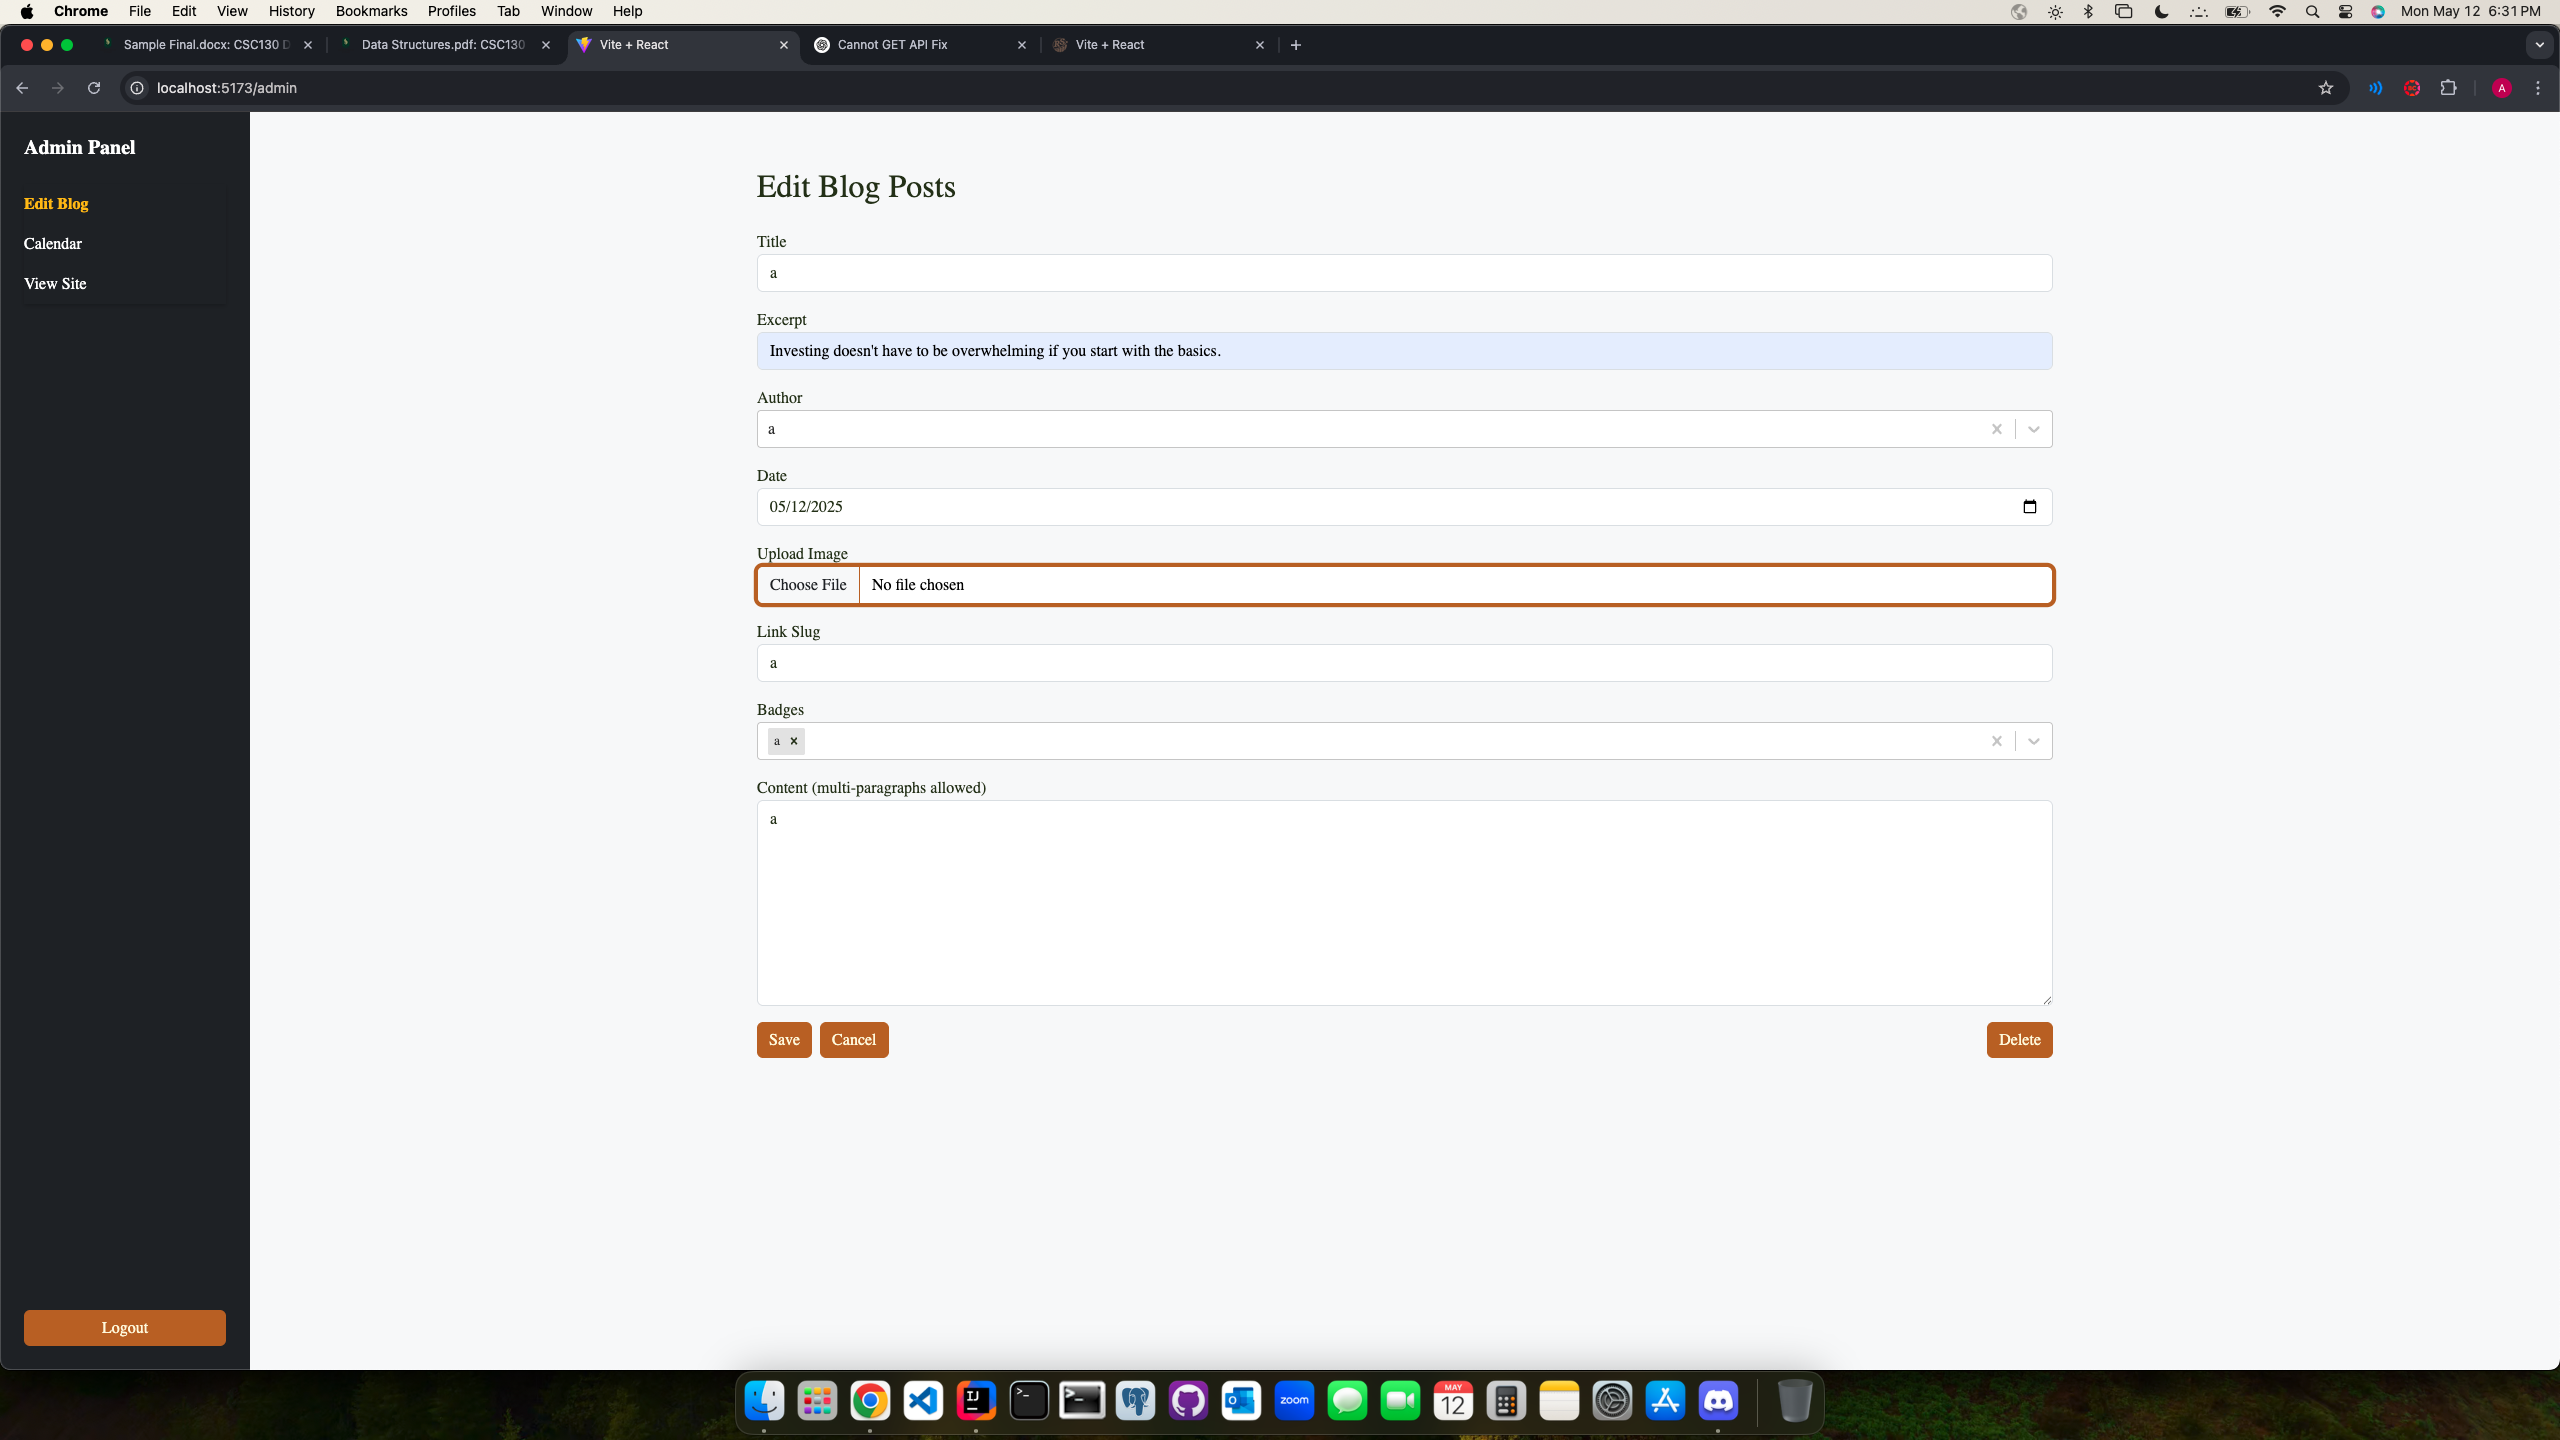 Chrome File Edit View History Bookmarks Profiles Tab Window Help Mon May 12 6:31 PM
Sample Final.docx: CSC130 D Data Structures.pdf: CSC130 Vite + React Cannot GET API Fix Vite + React
localhost:5173/admin A
Admin Panel
Edit Blog
Calendar
View Site
Logout
Edit Blog Posts
Title
a
Excerpt
Investing doesn't have to be overwhelming if you start with the basics.
Author
a
Date
05/12/2025
Upload Image
Choose File No file chosen
Link Slug
a
Badges
a
Content (multi-paragraphs allowed)
a
Save Cancel Delete
IJ zoom MAY
12